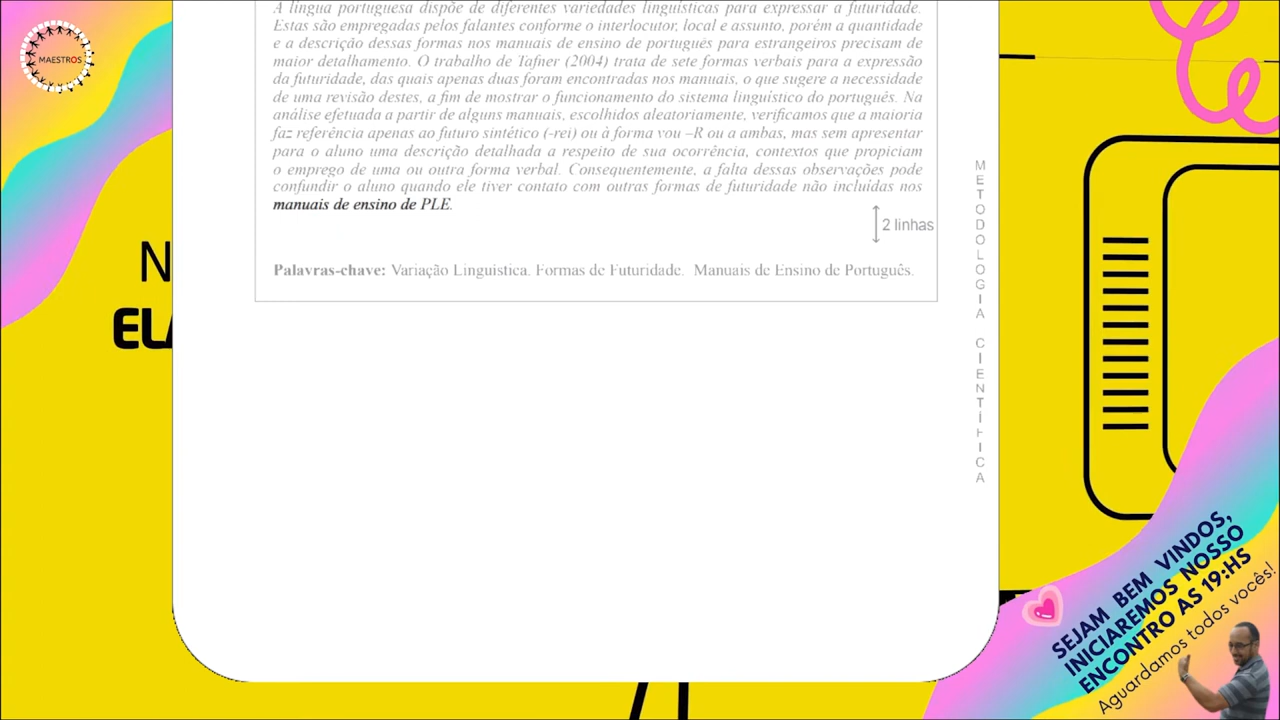 MAESTROS
A língua portuguesa dispõe de diferentes variedades linguísticas para expressar a futuridade.
Estas são empregadas pelos falantes conforme o interlocutor, local e assunto, porém a quantidade
e a descrição dessas formas nos manuais de ensino de português para estrangeiros precisam de
maior detalhamento. O trabalho de Tafner (2004) trata de sete formas verbais para a expressão
da futuridade, das quais apenas duas foram encontradas nos manuais, o que sugere a necessidade
de uma revisão destes, a fim de mostrar o funcionamento do sistema linguístico do português. Na
análise efetuada a partir de alguns manuais, escolhidos aleatoriamente, verificamos que a maioria
faz referência apenas ao futuro sintético (-rei) ou à forma vou –R ou a ambas, mas sem apresentar
para o aluno uma descrição detalhada a respeito de sua ocorrência, contextos que propiciam
o emprego de uma ou outra forma verbal. Consequentemente, a falta dessas observações pode
confundir o aluno quando ele tiver contato com outras formas de futuridade não incluídas nos
manuais de ensino de PLE.
2 linhas
Palavras-chave: Variação Linguística. Formas de Futuridade. Manuais de Ensino de Português.
METODOLOGIA CIENTÍFICA
N
ELA
SEJAM BEM VINDOS,
INICIAREMOS NOSSO
ENCONTRO AS 19:HS
Aguardamos todos vocês!